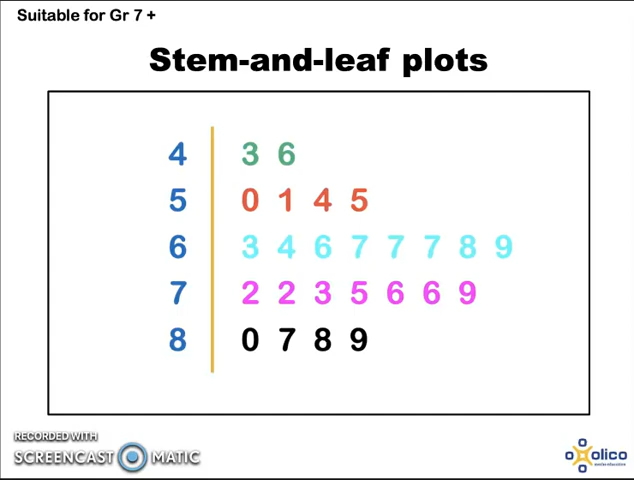 Suitable for Gr 7 +
Stem-and-leaf plots
4 3 6
5 0 1 4 5
6 3 4 6 7 7 7 8 9
7 2 2 3 5 6 6 9
8 0 7 8 9
RECORDED WITH
SCREENCAST MATIC
olico